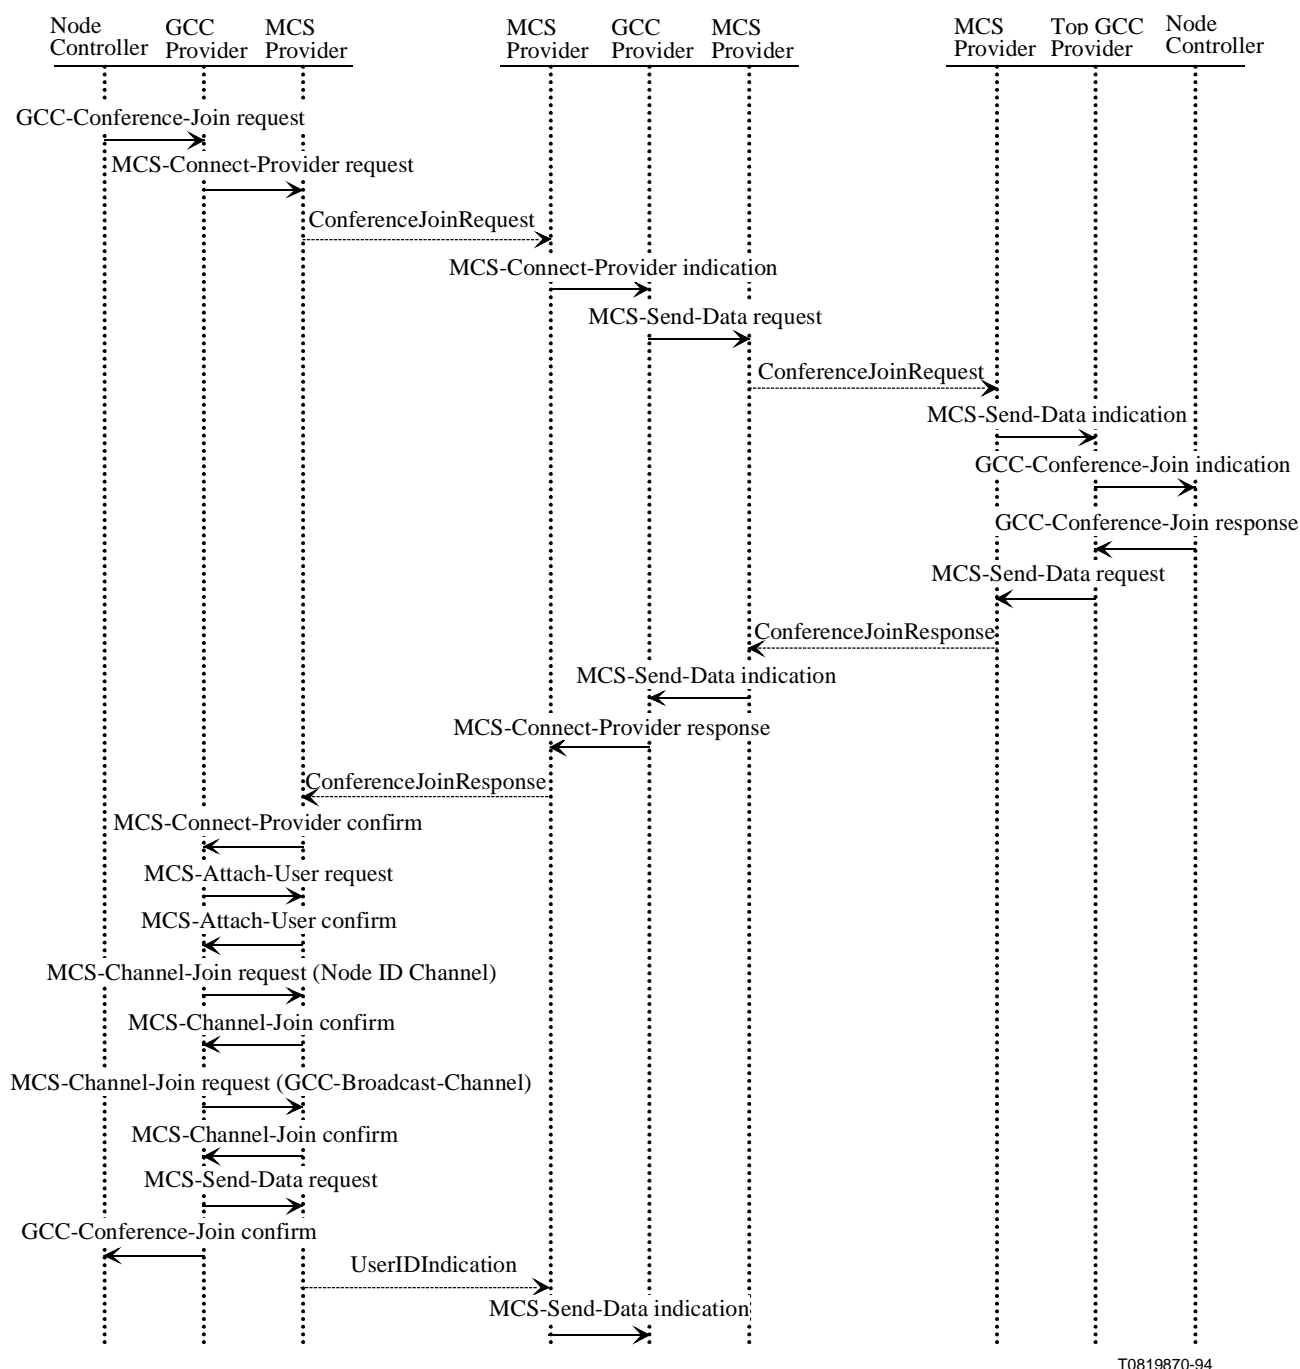 Node Controller
GCC Provider
MCS Provider
MCS Provider
GCC Provider
MCS Provider
MCS Provider
Top GCC Provider
Node Controller
GCC-Conference-Join request
MCS-Connect-Provider request
ConferenceJoinRequest
MCS-Connect-Provider indication
MCS-Send-Data request
ConferenceJoinRequest
MCS-Send-Data indication
GCC-Conference-Join indication
GCC-Conference-Join response
MCS-Send-Data request
ConferenceJoinResponse
MCS-Send-Data indication
MCS-Connect-Provider response
ConferenceJoinResponse
MCS-Connect-Provider confirm
MCS-Attach-User request
MCS-Attach-User confirm
MCS-Channel-Join request (Node ID Channel)
MCS-Channel-Join confirm
MCS-Channel-Join request (GCC-Broadcast-Channel)
MCS-Channel-Join confirm
MCS-Send-Data request
GCC-Conference-Join confirm
UserIDIndication
MCS-Send-Data indication
T0819870-94